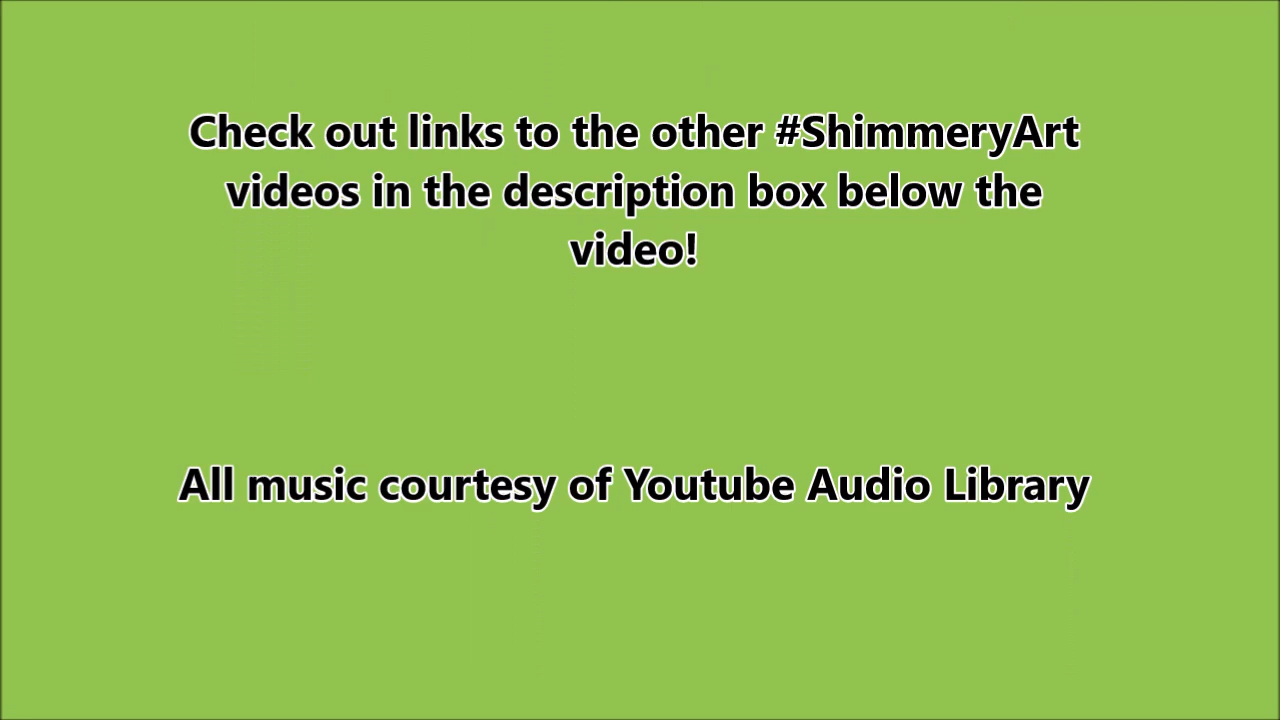 Check out links to the other #ShimmeryArt
videos in the description box below the
video!
All music courtesy of Youtube Audio Library